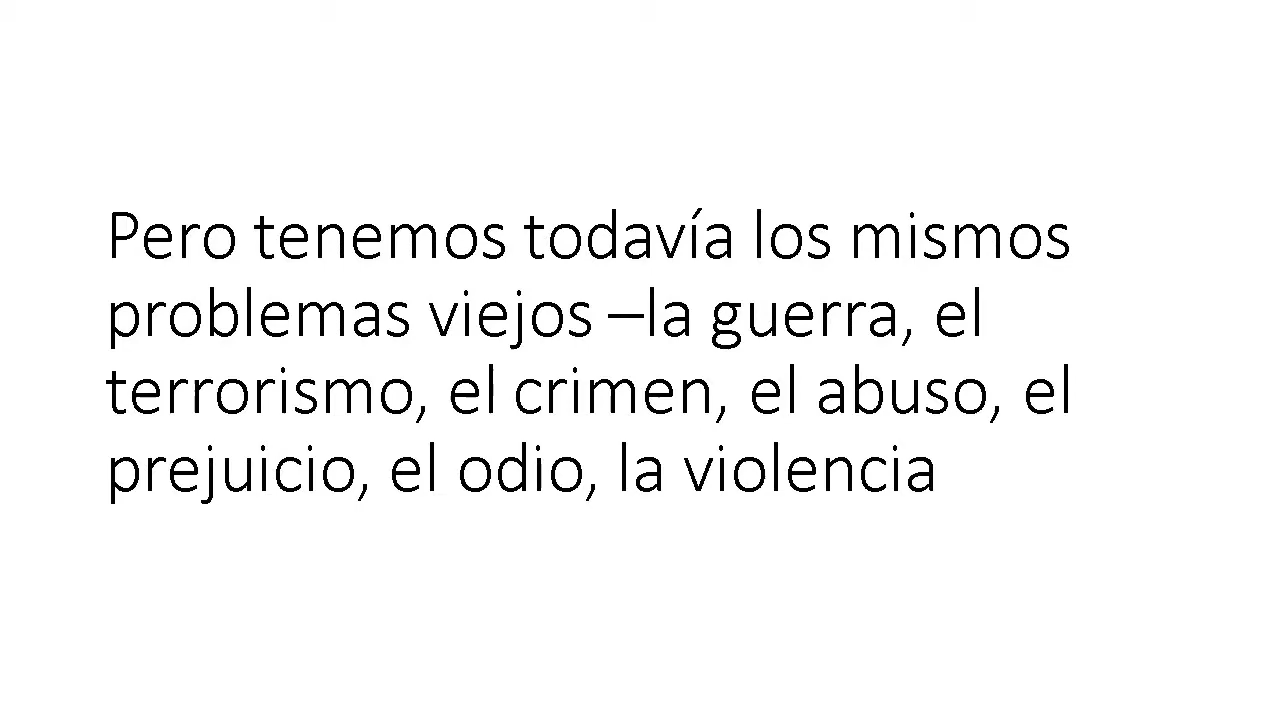 Pero tenemos todavía los mismos
problemas viejos –la guerra, el
terrorismo, el crimen, el abuso, el
prejuicio, el odio, la violencia